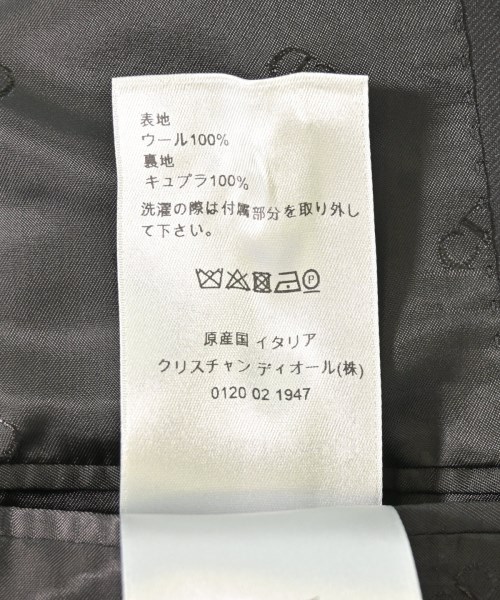 表地
ウール100%
裏地
キュプラ100%
洗濯の際は付属部分を取り外し
て下さい。
P
原産国 イタリア
クリスチャン ディオール(株)
0120 02 1947